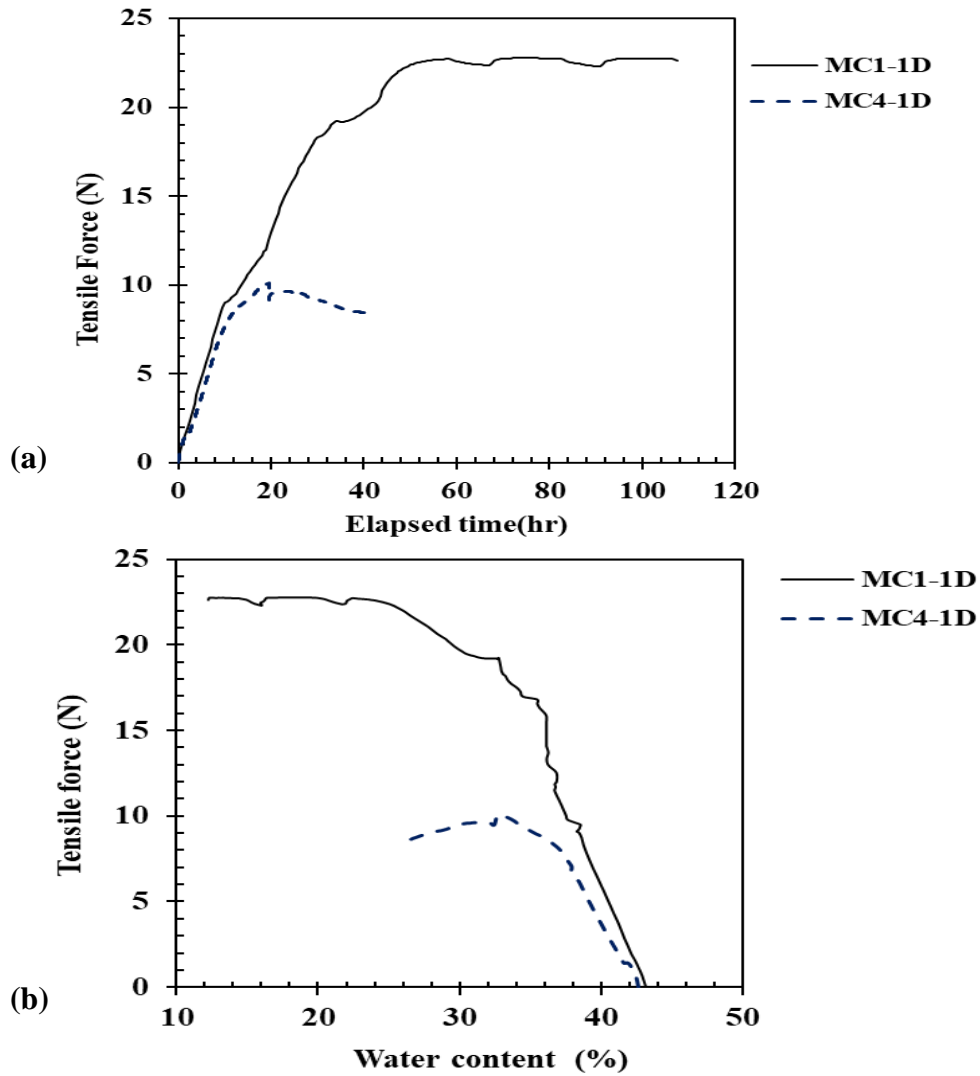 25
20
15
10
5
0
Tensile Force (N)
0 20 40 60 80 100 120
Elapsed time(hr)
MC1-1D
MC4-1D
(a)
25
20
15
10
5
0
Tensile force (N)
10 20 30 40 50
Water content (%)
MC1-1D
MC4-1D
(b)